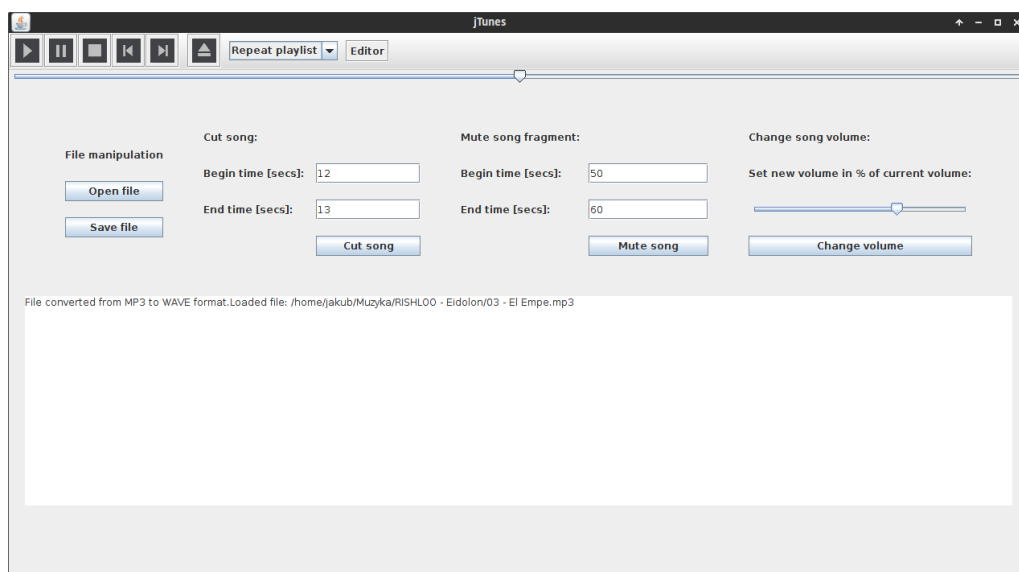 jTunes
Repeat playlist Editor
File manipulation
Open file
Save file
Cut song:
Begin time [secs]: 12
End time [secs]: 13
Cut song
Mute song fragment:
Begin time [secs]: 50
End time [secs]: 60
Mute song
Change song volume:
Set new volume in % of current volume:
Change volume
File converted from MP3 to WAVE format.Loaded file: /home/jakub/Muzyka/RISHLOO - Eidolon/03 - El Empe.mp3